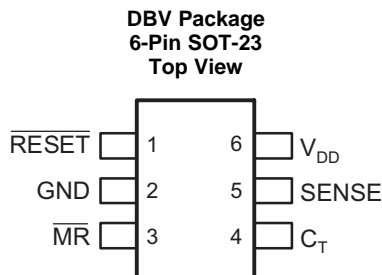 DBV Package
6-Pin SOT-23
Top View
RESET 1 6 VDD
GND 2 5 SENSE
MR 3 4 CT